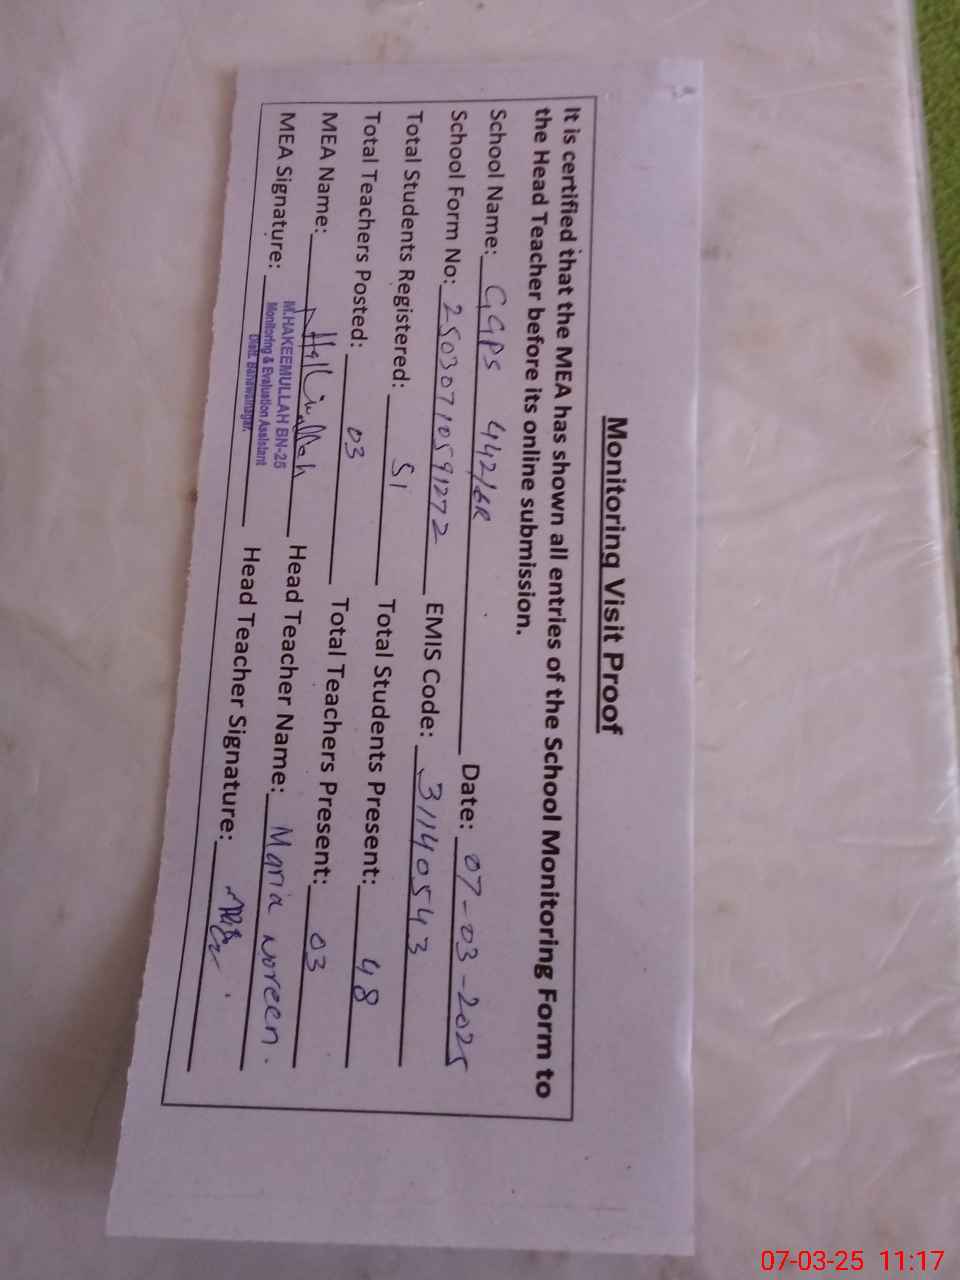 Monitoring Visit Proof
It is certified that the MEA has shown all entries of the School Monitoring Form to
the Head Teacher before its online submission.
School Name: GGPS 442/6R Date: 07-03-2025
School Form No: 25030710591272 EMIS Code: 31140543
Total Students Registered: 51 Total Students Present: 48
Total Teachers Posted: 03 Total Teachers Present: 03
MEA Name: Head Teacher Name: Maria Noreen.
MEA Signature: Head Teacher Signature:
M.HAKEEMULLAH BN-25
Monitoring & Evaluation Assistant
Distt. Bahawalnagar.
07-03-25 11:17